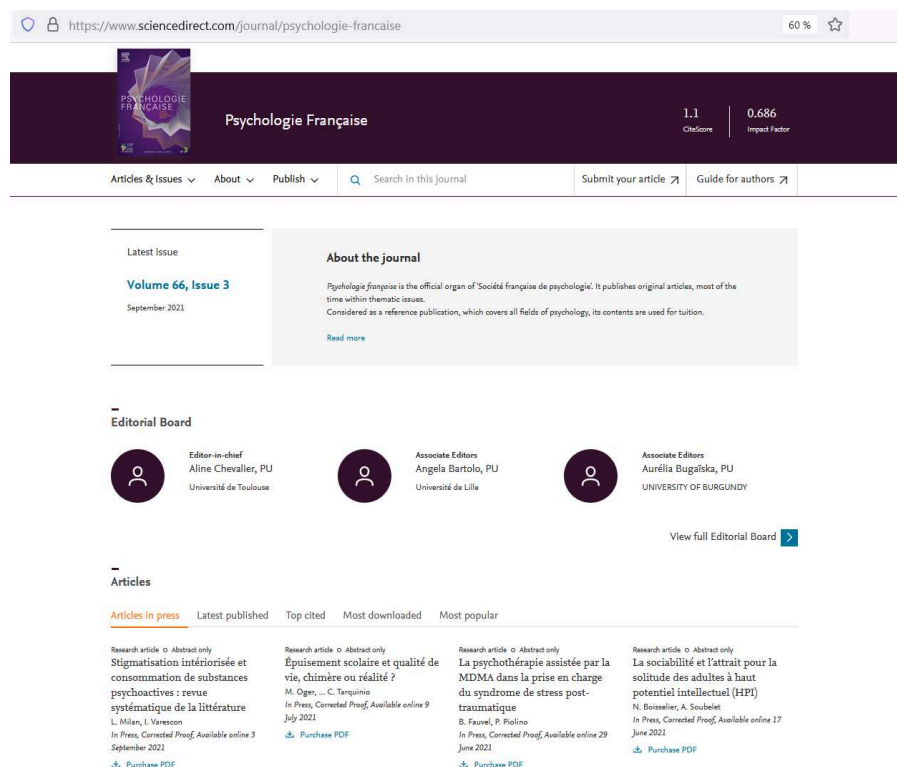 https://www.sciencedirect.com/journal/psychologie-francaise
60 %
PSYCHOLOGIE
FRANÇAISE
Psychologie Française
1.1
CiteScore
0.686
Impact Factor
Articles & Issues
About
Publish
Search in this journal
Submit your article
Guide for authors
Latest issue
Volume 66, Issue 3
September 2021
About the journal
Psychologie française is the official organ of 'Société française de psychologie'. It publishes original articles, most of the
time within thematic issues.
Considered as a reference publication, which covers all fields of psychology, its contents are used for tuition.
Read more
Editorial Board
Editor-in-chief
Aline Chevalier, PU
Université de Toulouse
Associate Editors
Angela Bartolo, PU
Université de Lille
Associate Editors
Aurélia Bugaïska, PU
UNIVERSITY OF BURGUNDY
View full Editorial Board
Articles
Articles in press
Latest published
Top cited
Most downloaded
Most popular
Research article o Abstract only
Stigmatisation intériorisée et
consommation de substances
psychoactives : revue
systématique de la littérature
L. Milan, I. Varescon
In Press, Corrected Proof, Available online 3
September 2021
Purchase PDF
Research article o Abstract only
Épuisement scolaire et qualité de
vie, chimère ou réalité ?
M. Oger, ... C. Tarquinio
In Press, Corrected Proof, Available online 9
July 2021
Purchase PDF
Research article o Abstract only
La psychothérapie assistée par la
MDMA dans la prise en charge
du syndrome de stress post-
traumatique
B. Fauvel, P. Piolino
In Press, Corrected Proof, Available online 29
June 2021
Purchase PDF
Research article o Abstract only
La sociabilité et l'attrait pour la
solitude des adultes à haut
potentiel intellectuel (HPI)
N. Boisselier, A. Soubelet
In Press, Corrected Proof, Available online 17
June 2021
Purchase PDF